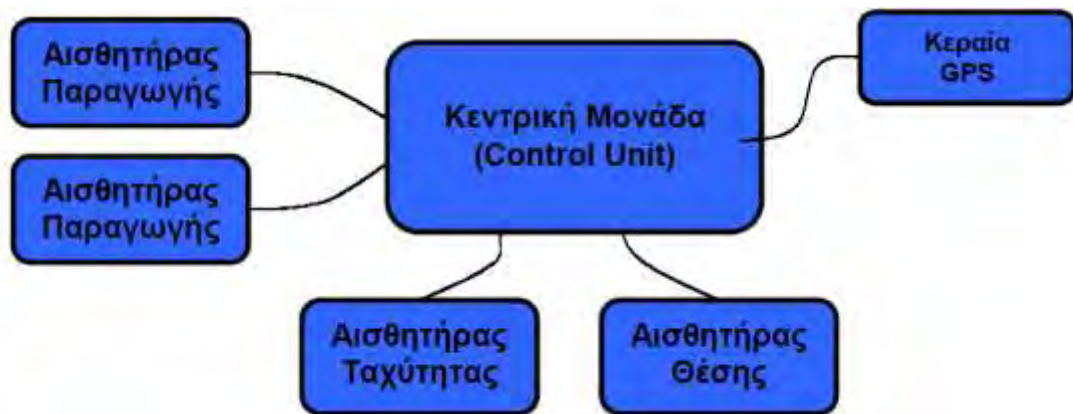 Αισθητήρας
Παραγωγής
Κεντρική Μονάδα
(Control Unit)
Κεραία
GPS
Αισθητήρας
Παραγωγής
Αισθητήρας
Ταχύτητας
Αισθητήρας
Θέσης